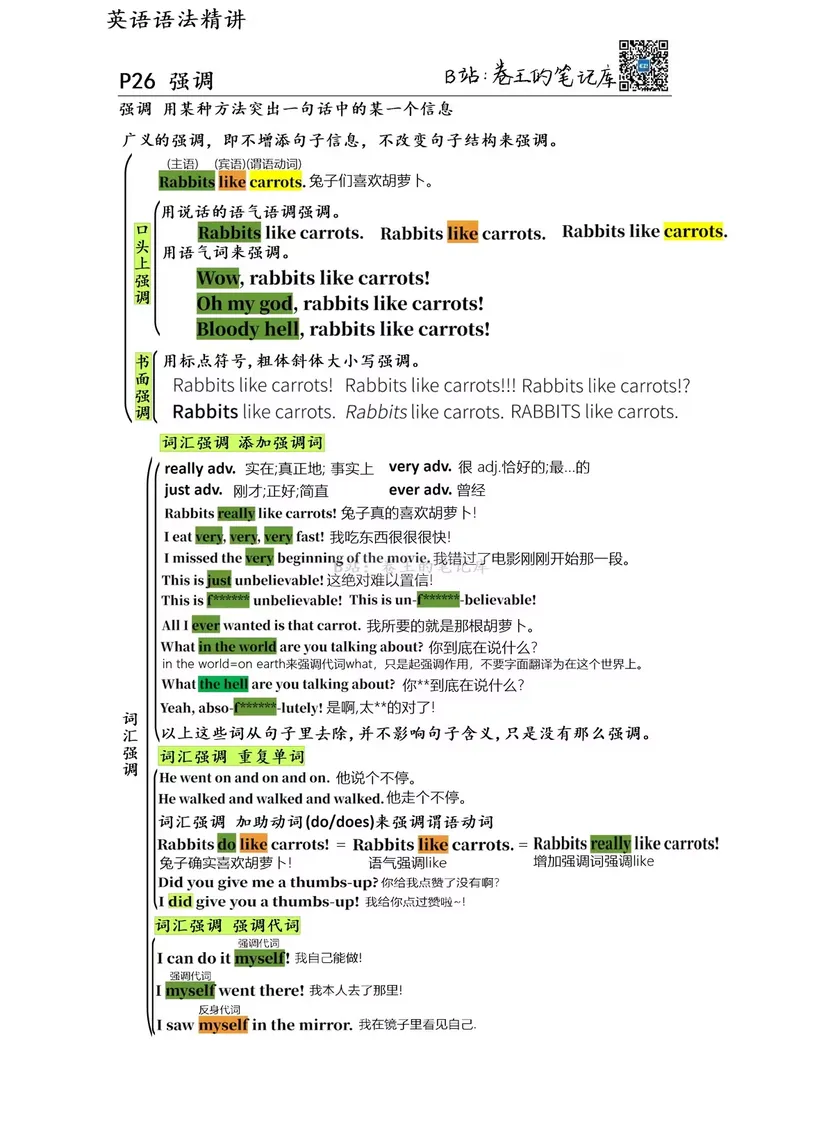 英语语法精讲
P26 强调
B站:卷王的笔记库
强调 用某种方法突出一句话中的某一个信息
广义的强调，即不增添句子信息，不改变句子结构来强调。
(主语) (宾语)(谓语动词)
Rabbits like carrots. 兔子们喜欢胡萝卜。
口头上强调
用说话的语气语调强调。
Rabbits like carrots. Rabbits like carrots. Rabbits like carrots.
用语气词来强调。
Wow, rabbits like carrots!
Oh my god, rabbits like carrots!
Bloody hell, rabbits like carrots!
书面强调
用标点符号,粗体斜体大小写强调。
Rabbits like carrots! Rabbits like carrots!!! Rabbits like carrots!?
Rabbits like carrots. Rabbits like carrots. RABBITS like carrots.
词汇强调
词汇强调 添加强调词
really adv. 实在;真正地; 事实上 very adv. 很 adj.恰好的;最...的
just adv. 刚才;正好;简直 ever adv. 曾经
Rabbits really like carrots! 兔子真的喜欢胡萝卜!
I eat very, very, very fast! 我吃东西很很很快!
I missed the very beginning of the movie. 我错过了电影刚刚开始那一段。
B站：卷王的笔记库
This is just unbelievable! 这绝对难以置信!
This is f****** unbelievable! This is un-f******-believable!
All I ever wanted is that carrot. 我所要的就是那根胡萝卜。
What in the world are you talking about? 你到底在说什么?
in the world=on earth来强调代词what，只是起强调作用，不要字面翻译为在这个世界上。
What the hell are you talking about? 你**到底在说什么?
Yeah, abso-f******-lutely! 是啊,太**的对了!
以上这些词从句子里去除,并不影响句子含义,只是没有那么强调。
词汇强调 重复单词
He went on and on and on. 他说个不停。
He walked and walked and walked. 他走个不停。
词汇强调 加助动词(do/does)来强调谓语动词
Rabbits do like carrots! = Rabbits like carrots. = Rabbits really like carrots!
兔子确实喜欢胡萝卜! 语气强调like 增加强调词强调like
Did you give me a thumbs-up? 你给我点赞了没有啊?
I did give you a thumbs-up! 我给你点过赞啦~!
词汇强调 强调代词
强调代词
I can do it myself! 我自己能做!
强调代词
I myself went there! 我本人去了那里!
反身代词
I saw myself in the mirror. 我在镜子里看见自己.